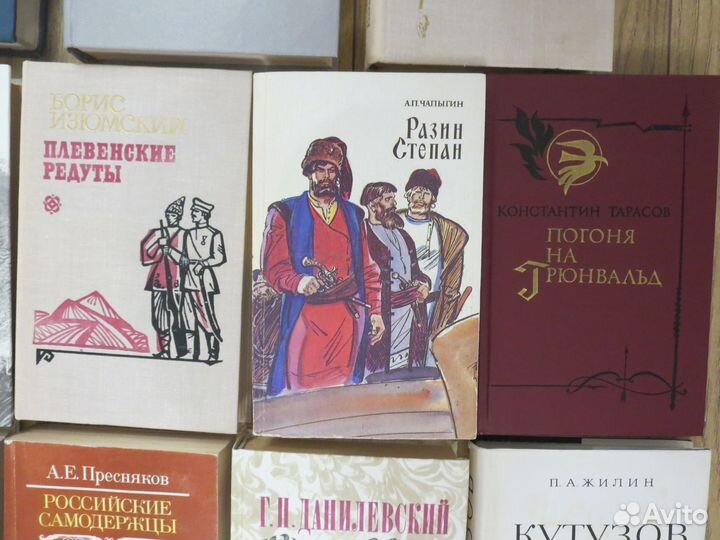 БОРИС
ИЗЮМСКИЙ
ПЛЕВЕНСКИЕ
РЕДУТЫ
А.П.ЧАПЫГИН
Разин
Степан
КОНСТАНТИН ТАРАСОВ
ПОГОНЯ
НА
ГРЮНВАЛЬД
А.Е.Пресняков
РОССИЙСКИЕ
САМОДЕРЖЦЫ
Г.П.ДАНИЛЕВСКИЙ
П.А.ЖИЛИН
КУТУЗОВ
Avito